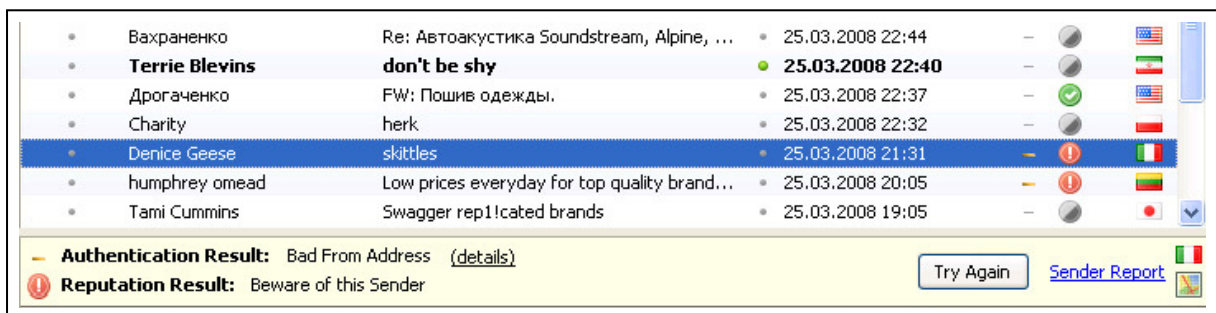 Вахраненко Re: Автоакустика Soundstream, Alpine, ... 25.03.2008 22:44
Terrie Blevins don't be shy 25.03.2008 22:40
Дрогаченко FW: Пошив одежды. 25.03.2008 22:37
Charity herk 25.03.2008 22:32
Denice Geese skittles 25.03.2008 21:31
humphrey omead Low prices everyday for top quality brand... 25.03.2008 20:05
Tami Cummins Swagger rep1!cated brands 25.03.2008 19:05
Authentication Result: Bad From Address (details)
Try Again Sender Report
Reputation Result: Beware of this Sender